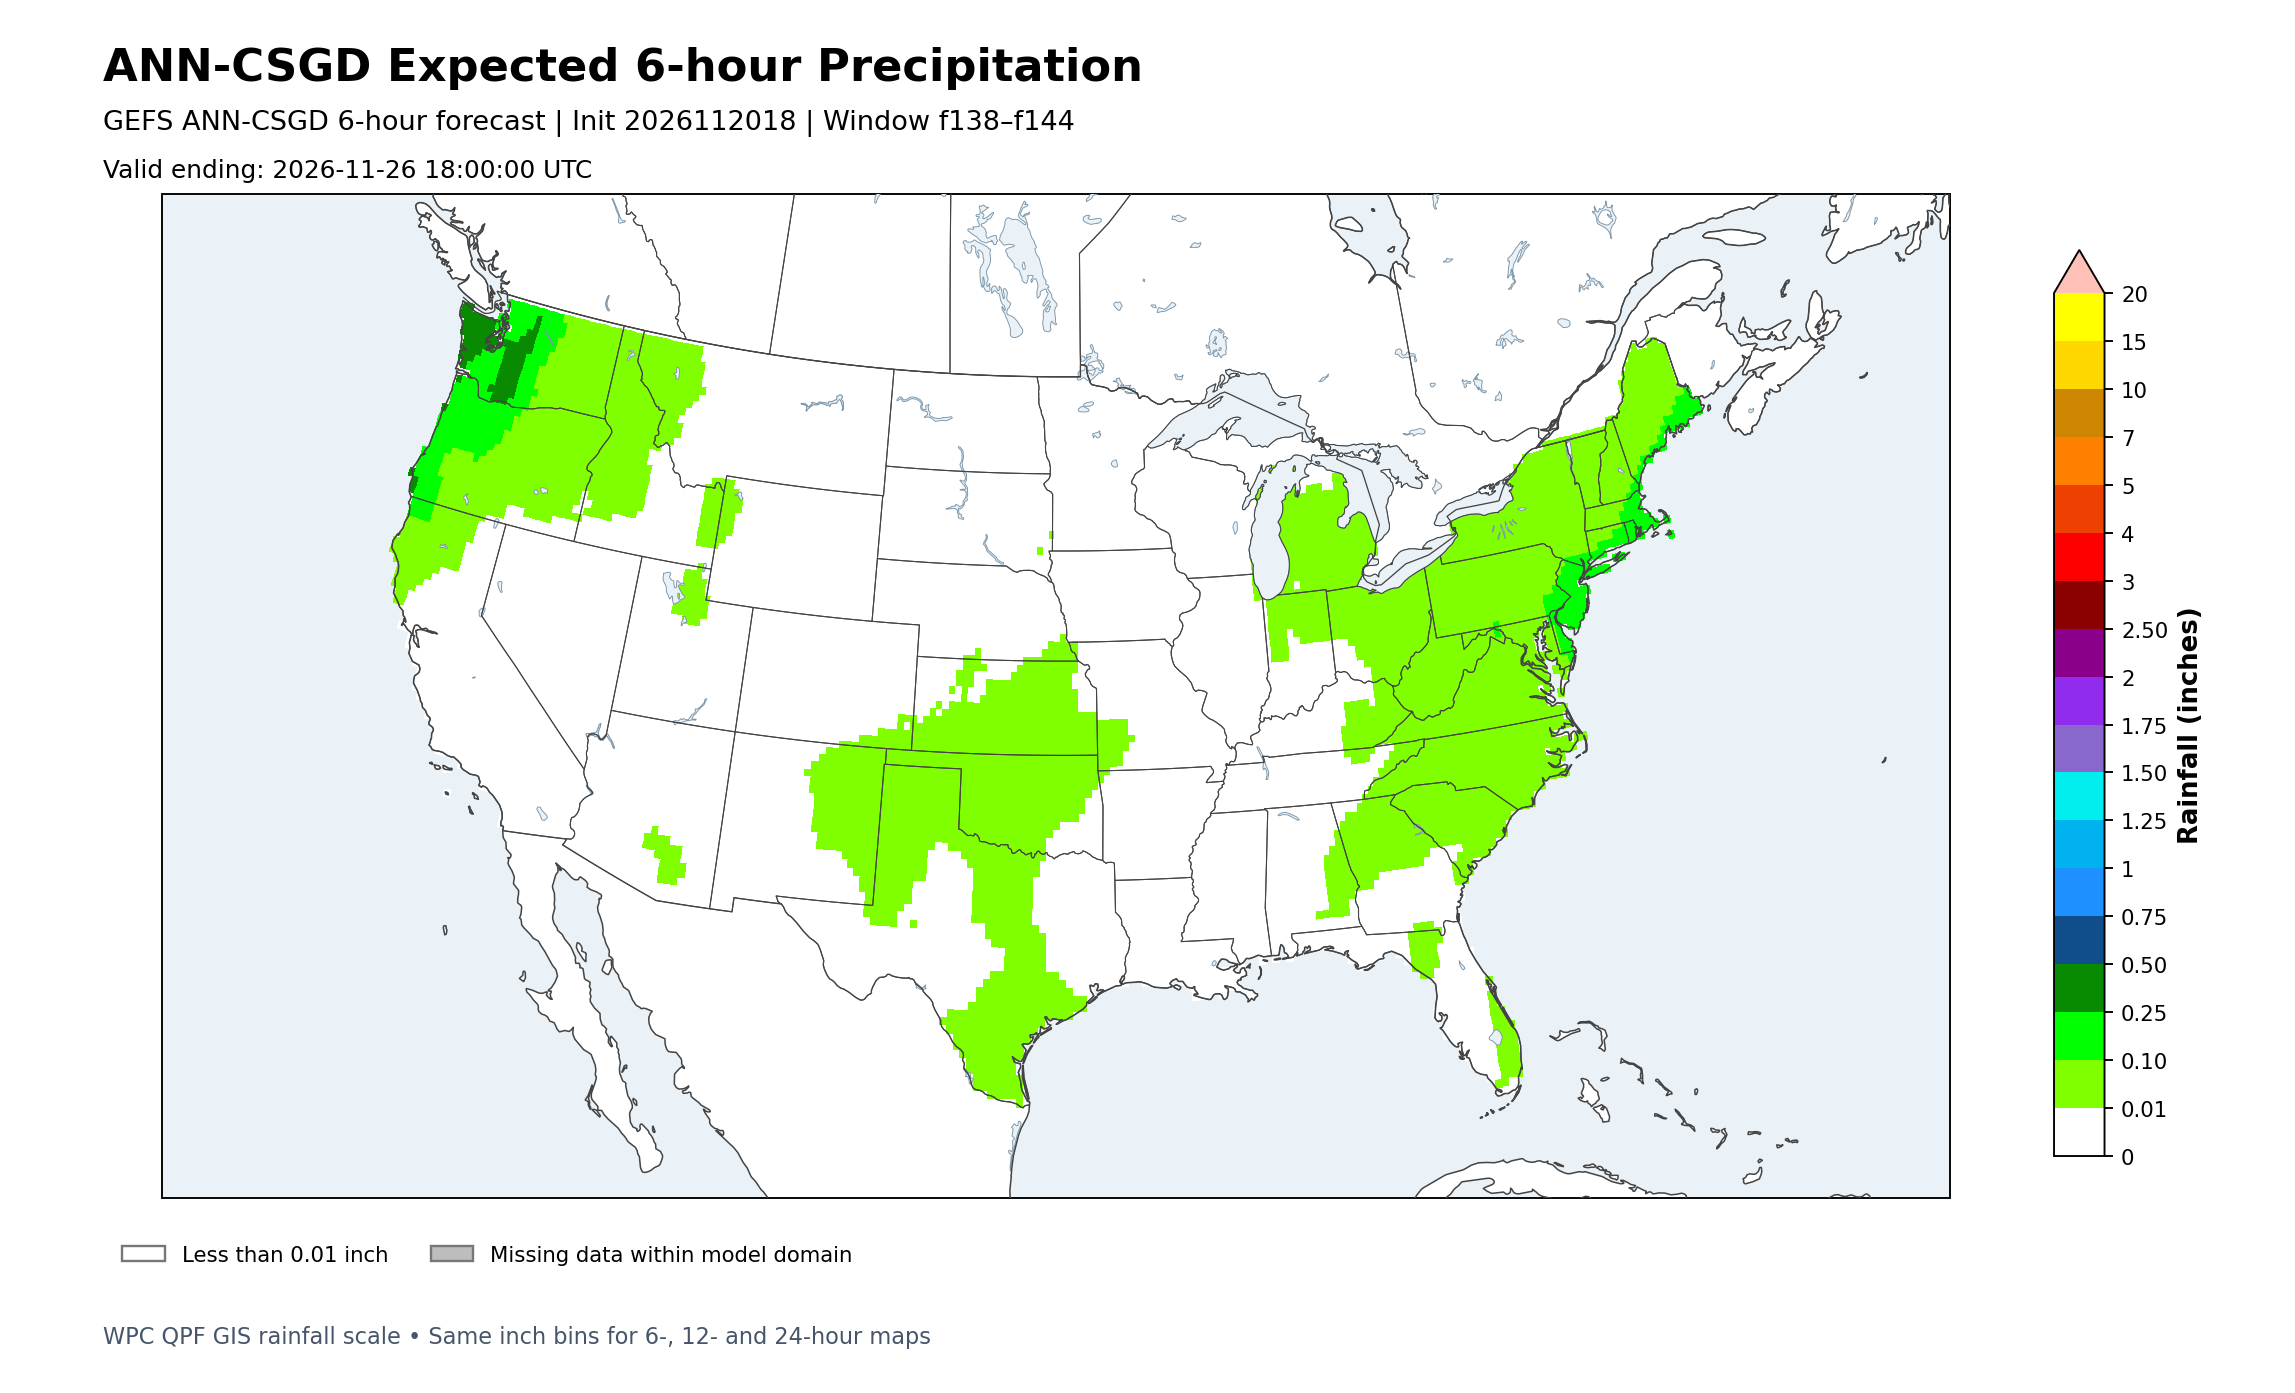 ANN-CSGD Expected 6-hour Precipitation
GEFS ANN-CSGD 6-hour forecast | Init 2026112018 | Window f138–f144
Valid ending: 2026-11-26 18:00:00 UTC
20
15
10
7
5
4
3
2.50
2
1.75
1.50
1.25
1
0.75
0.50
0.25
0.10
0.01
0
Rainfall (inches)
Less than 0.01 inch
Missing data within model domain
WPC QPF GIS rainfall scale • Same inch bins for 6-, 12- and 24-hour maps